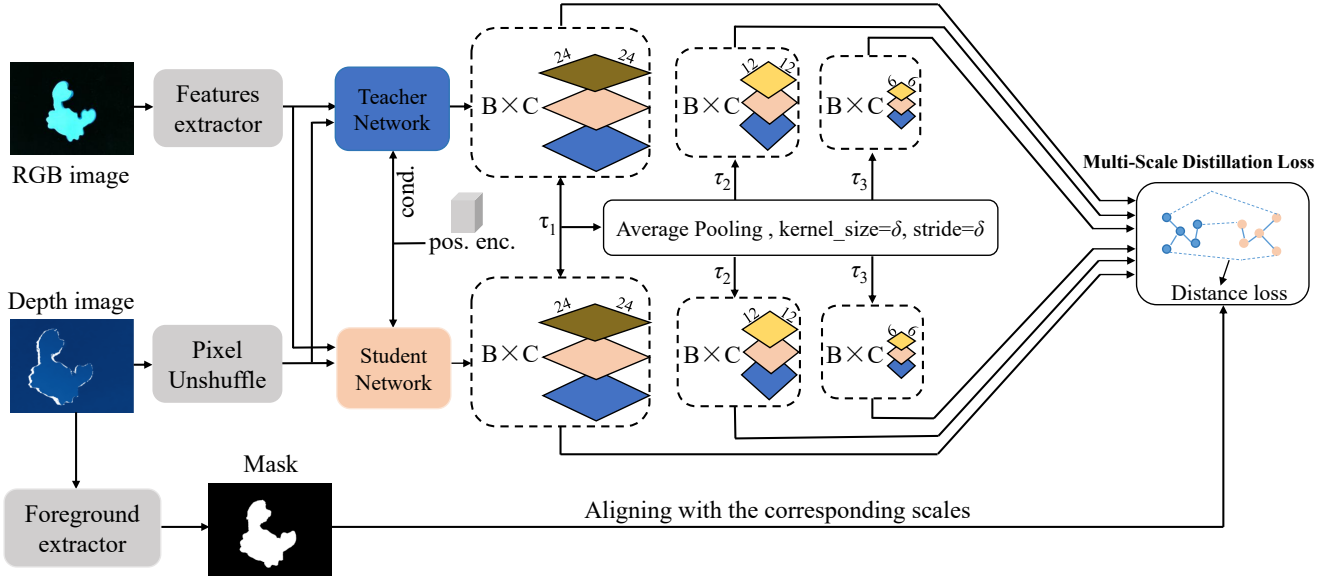 RGB image
Features
extractor
Teacher
Network
B×C
24 24
B×C
12 12
B×C
6 6
Multi-Scale Distillation Loss
Distance loss
cond.
pos. enc.
τ1
τ2
τ3
Average Pooling , kernel_size=δ, stride=δ
τ2
τ3
Depth image
Pixel
Unshuffle
Student
Network
B×C
24 24
B×C
12 12
B×C
6 6
Foreground
extractor
Mask
Aligning with the corresponding scales